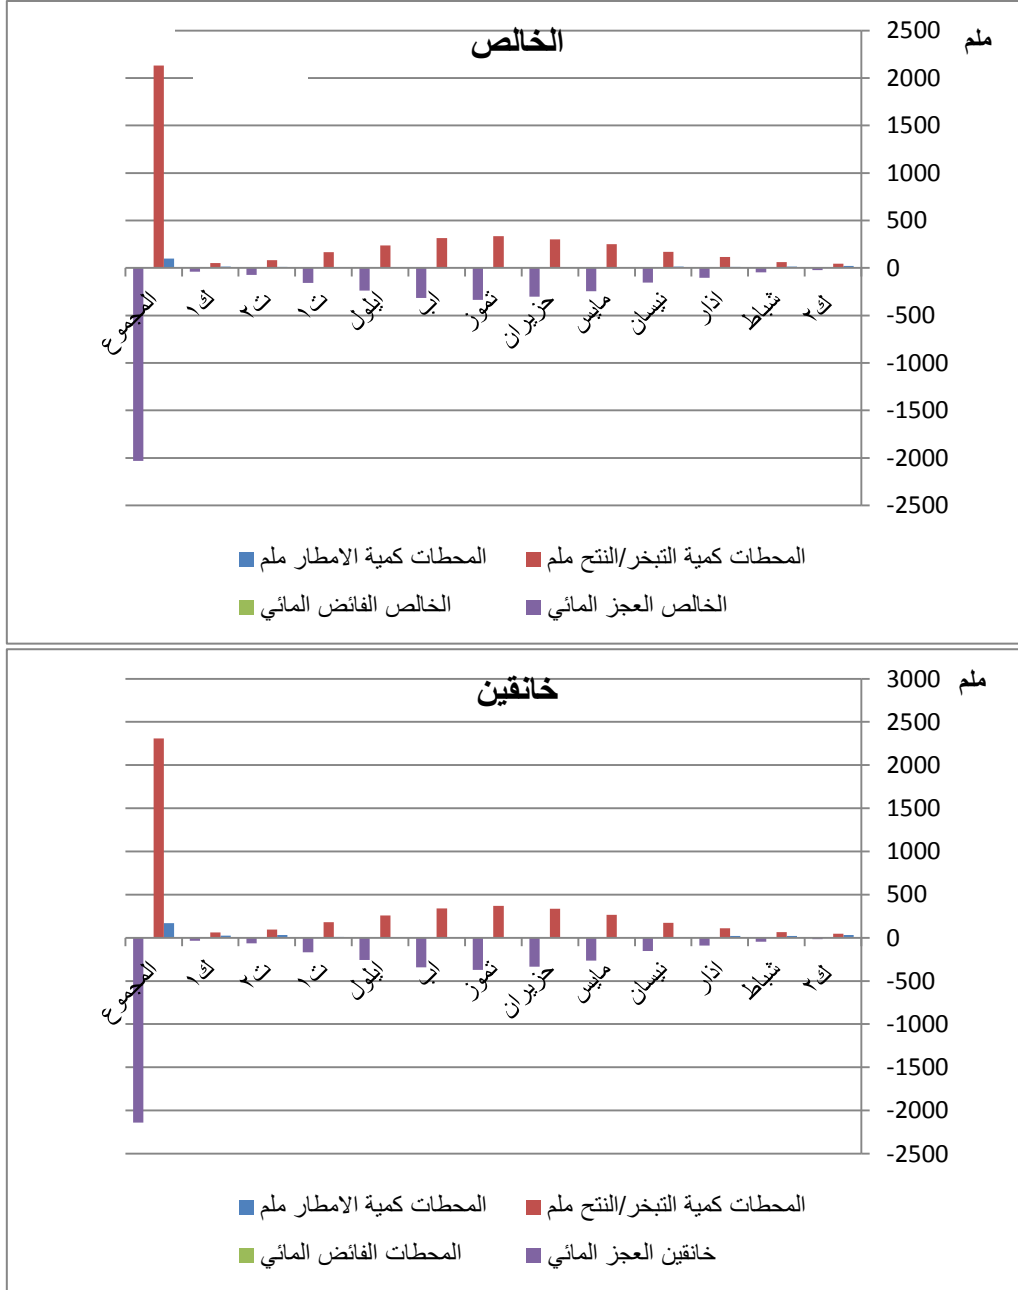 الخالص
ملم
2500
2000
1500
1000
500
0
-500
-1000
-1500
-2000
-2500
ك٢
شباط
اذار
نيسان
مايس
حزيران
تموز
اب
ايلول
ت١
ت٢
ك١
المجموع
المحطات كمية التبخر/النتح ملم
المحطات كمية الامطار ملم
الخالص العجز المائي
الخالص الفائض المائي
خانقين
ملم
3000
2500
2000
1500
1000
500
0
-500
-1000
-1500
-2000
-2500
ك٢
شباط
اذار
نيسان
مايس
حزيران
تموز
اب
ايلول
ت١
ت٢
ك١
المجموع
المحطات كمية التبخر/النتح ملم
المحطات كمية الامطار ملم
خانقين العجز المائي
المحطات الفائض المائي